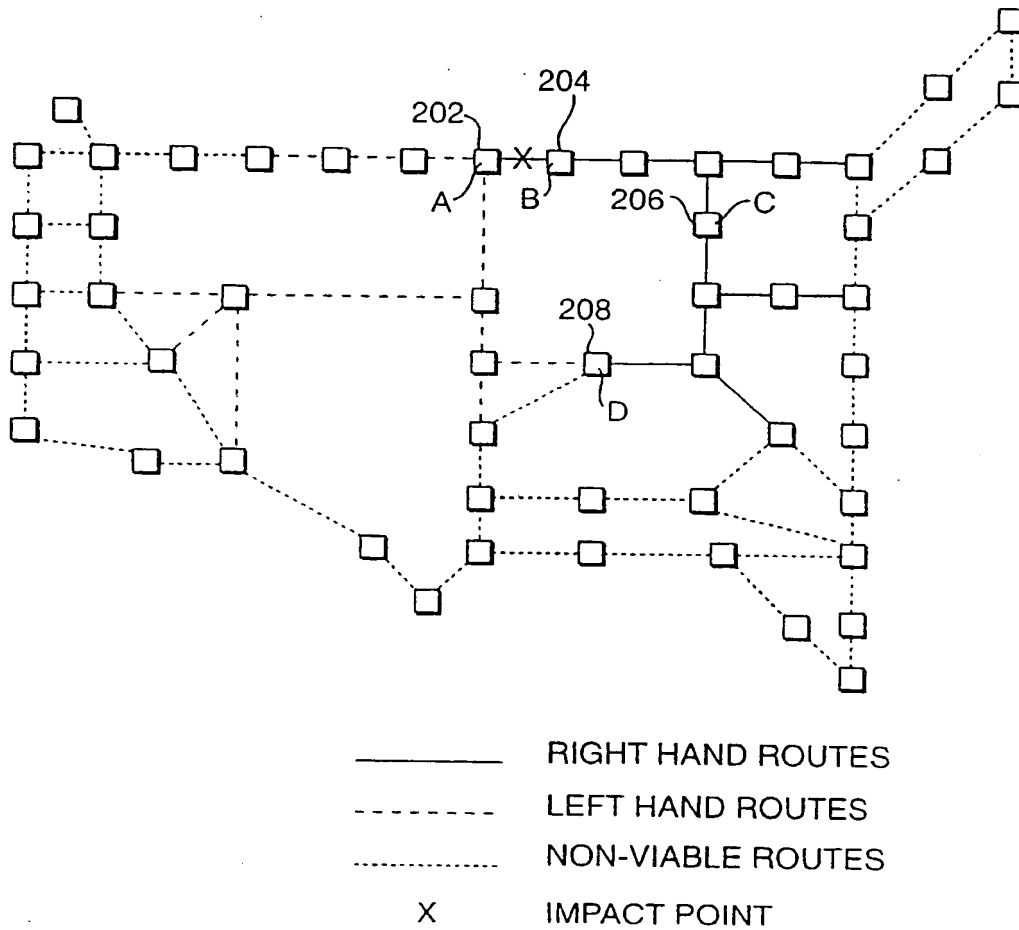 204
202
X
A
B
206
C
208
D
RIGHT HAND ROUTES
LEFT HAND ROUTES
NON-VIABLE ROUTES
X IMPACT POINT